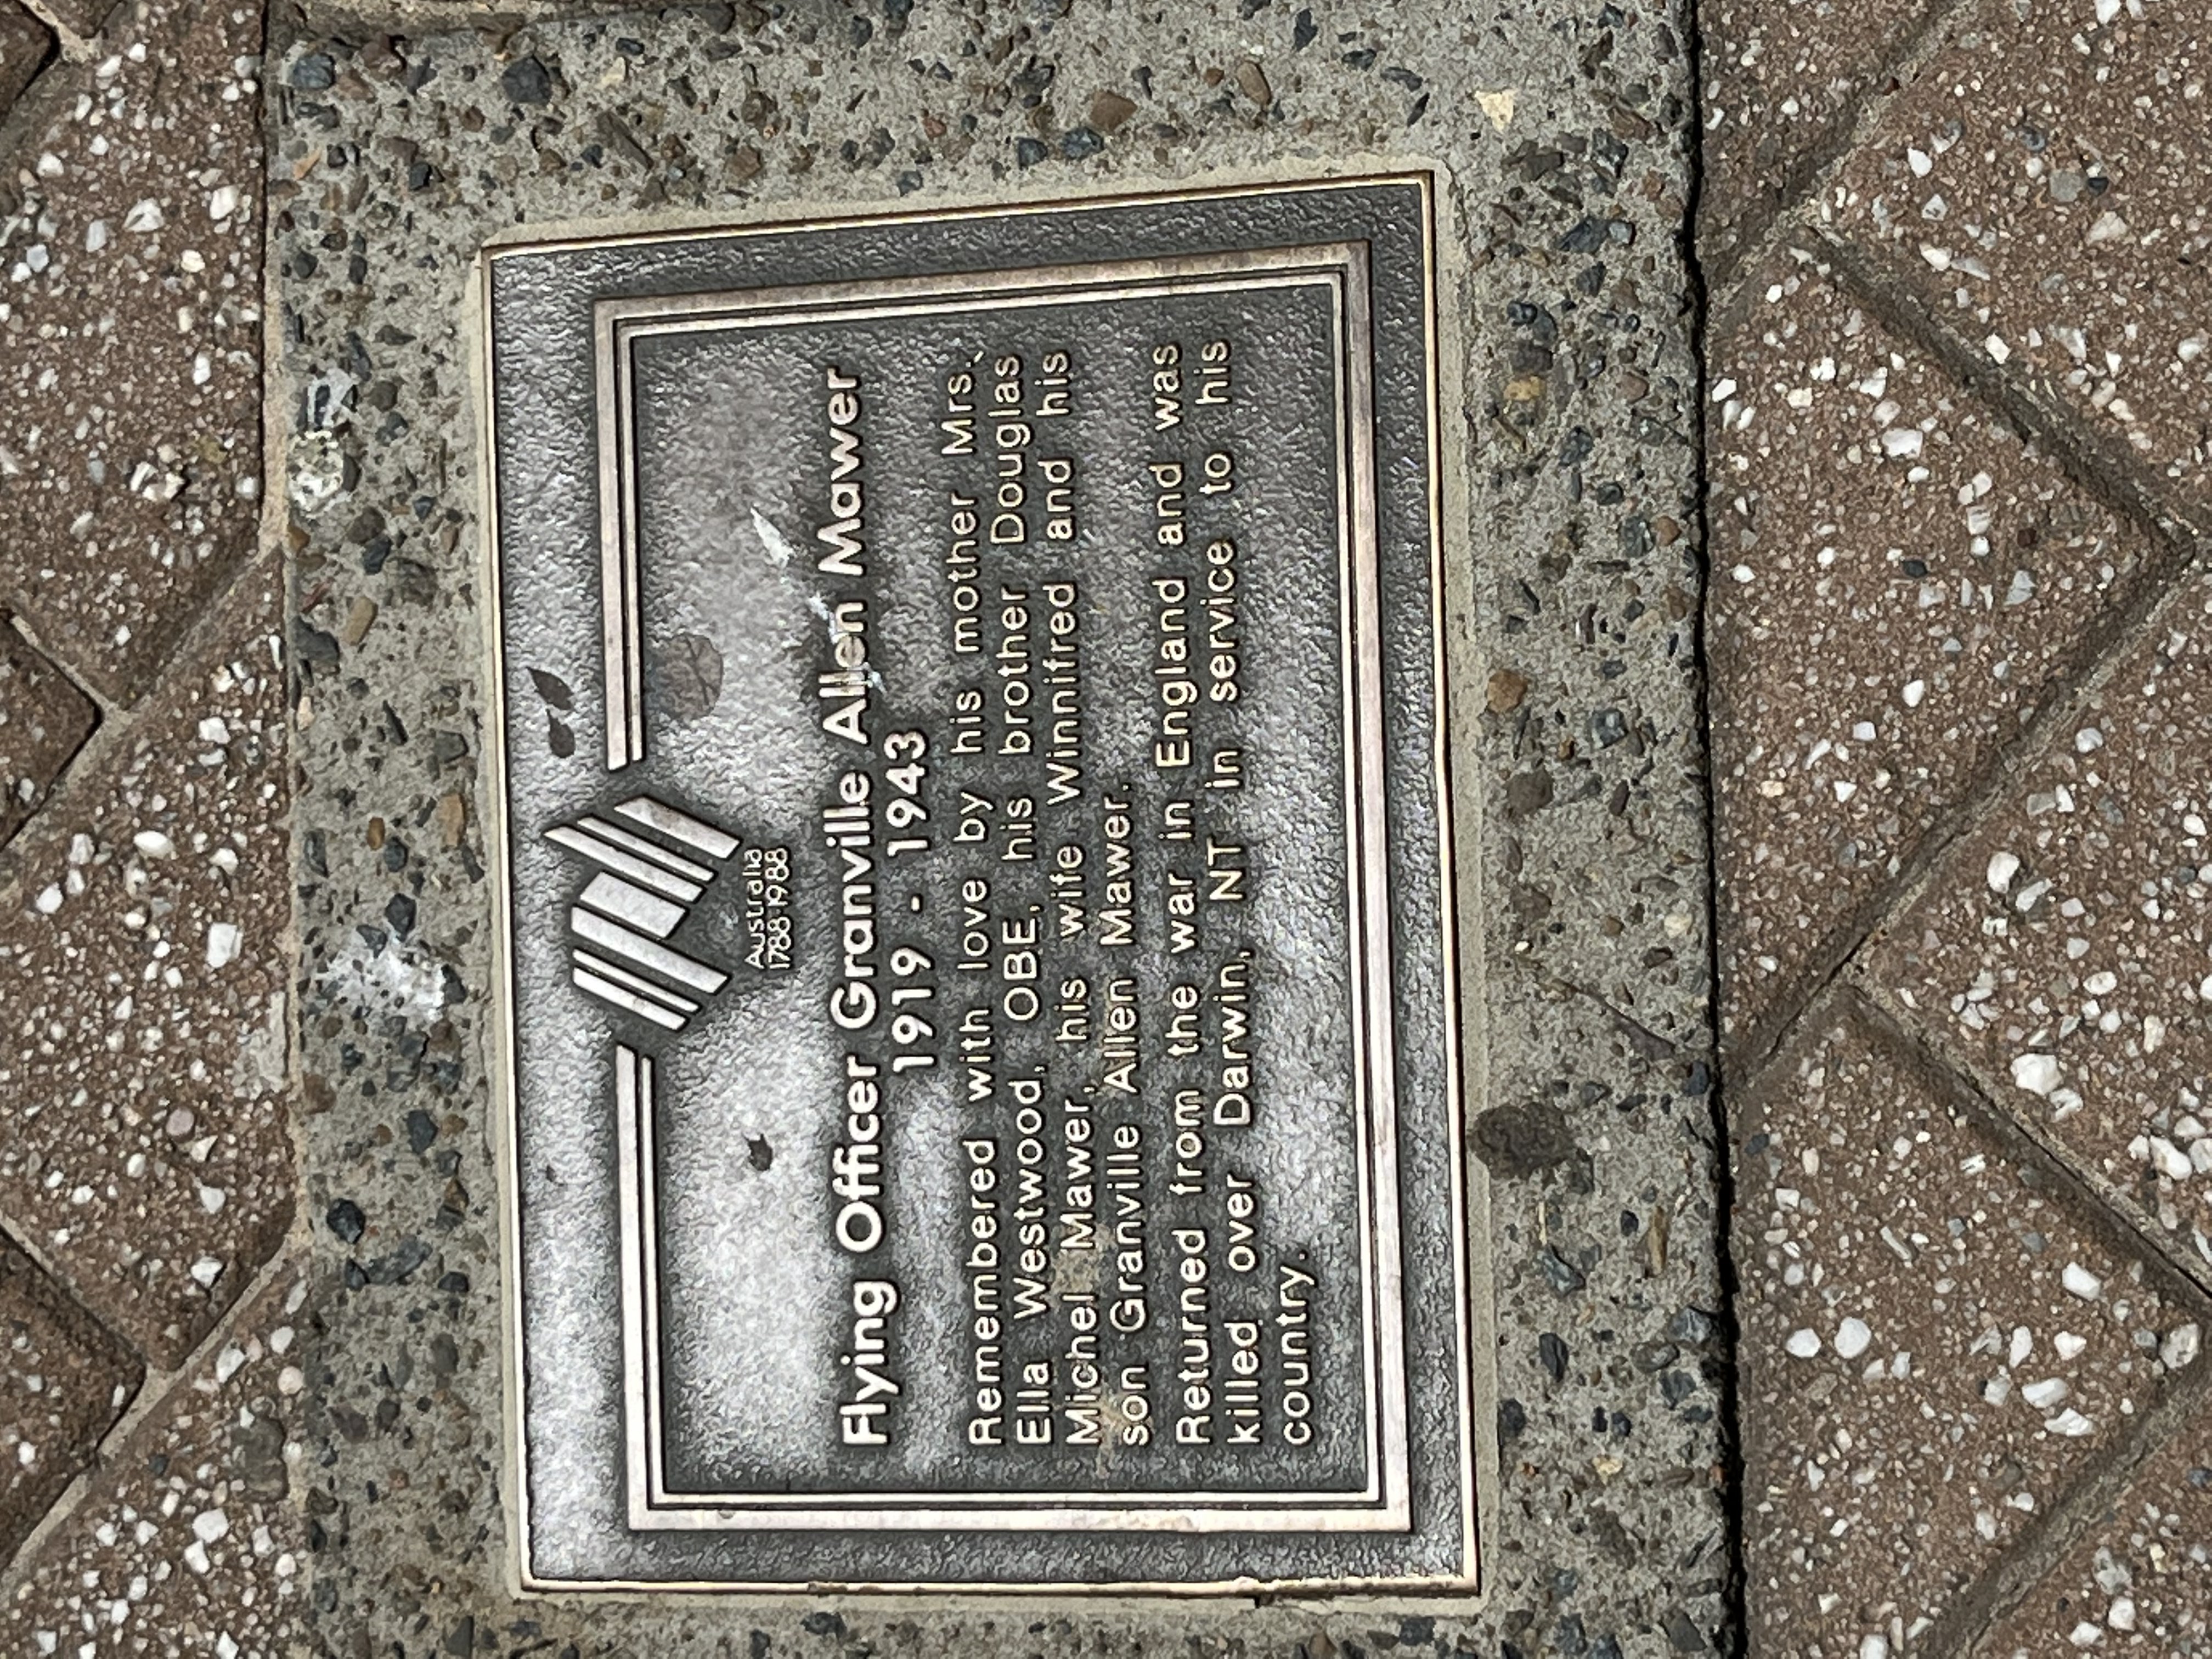 Australia
1788-1988
Flying Officer Granville Allen Mawer
1919 - 1943
Remembered with love by his mother Mrs.
Ella Westwood, OBE, his brother Douglas
Michel Mawer, his wife Winnifred and his
son Granville Allen Mawer.
Returned from the war in England and was
killed over Darwin, NT in service to his
country.